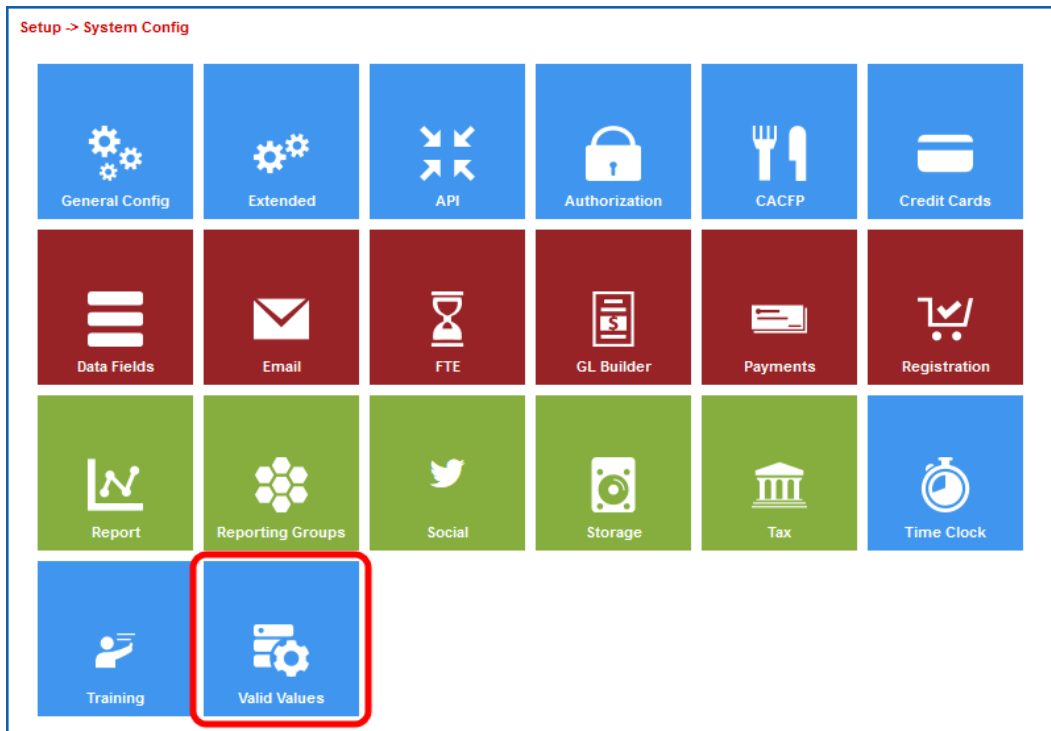 Setup -> System Config
General Config
Extended
API
Authorization
CACFP
Credit Cards
Data Fields
Email
FTE
$
GL Builder
Payments
Registration
Report
Reporting Groups
Social
Storage
Tax
Time Clock
Training
Valid Values